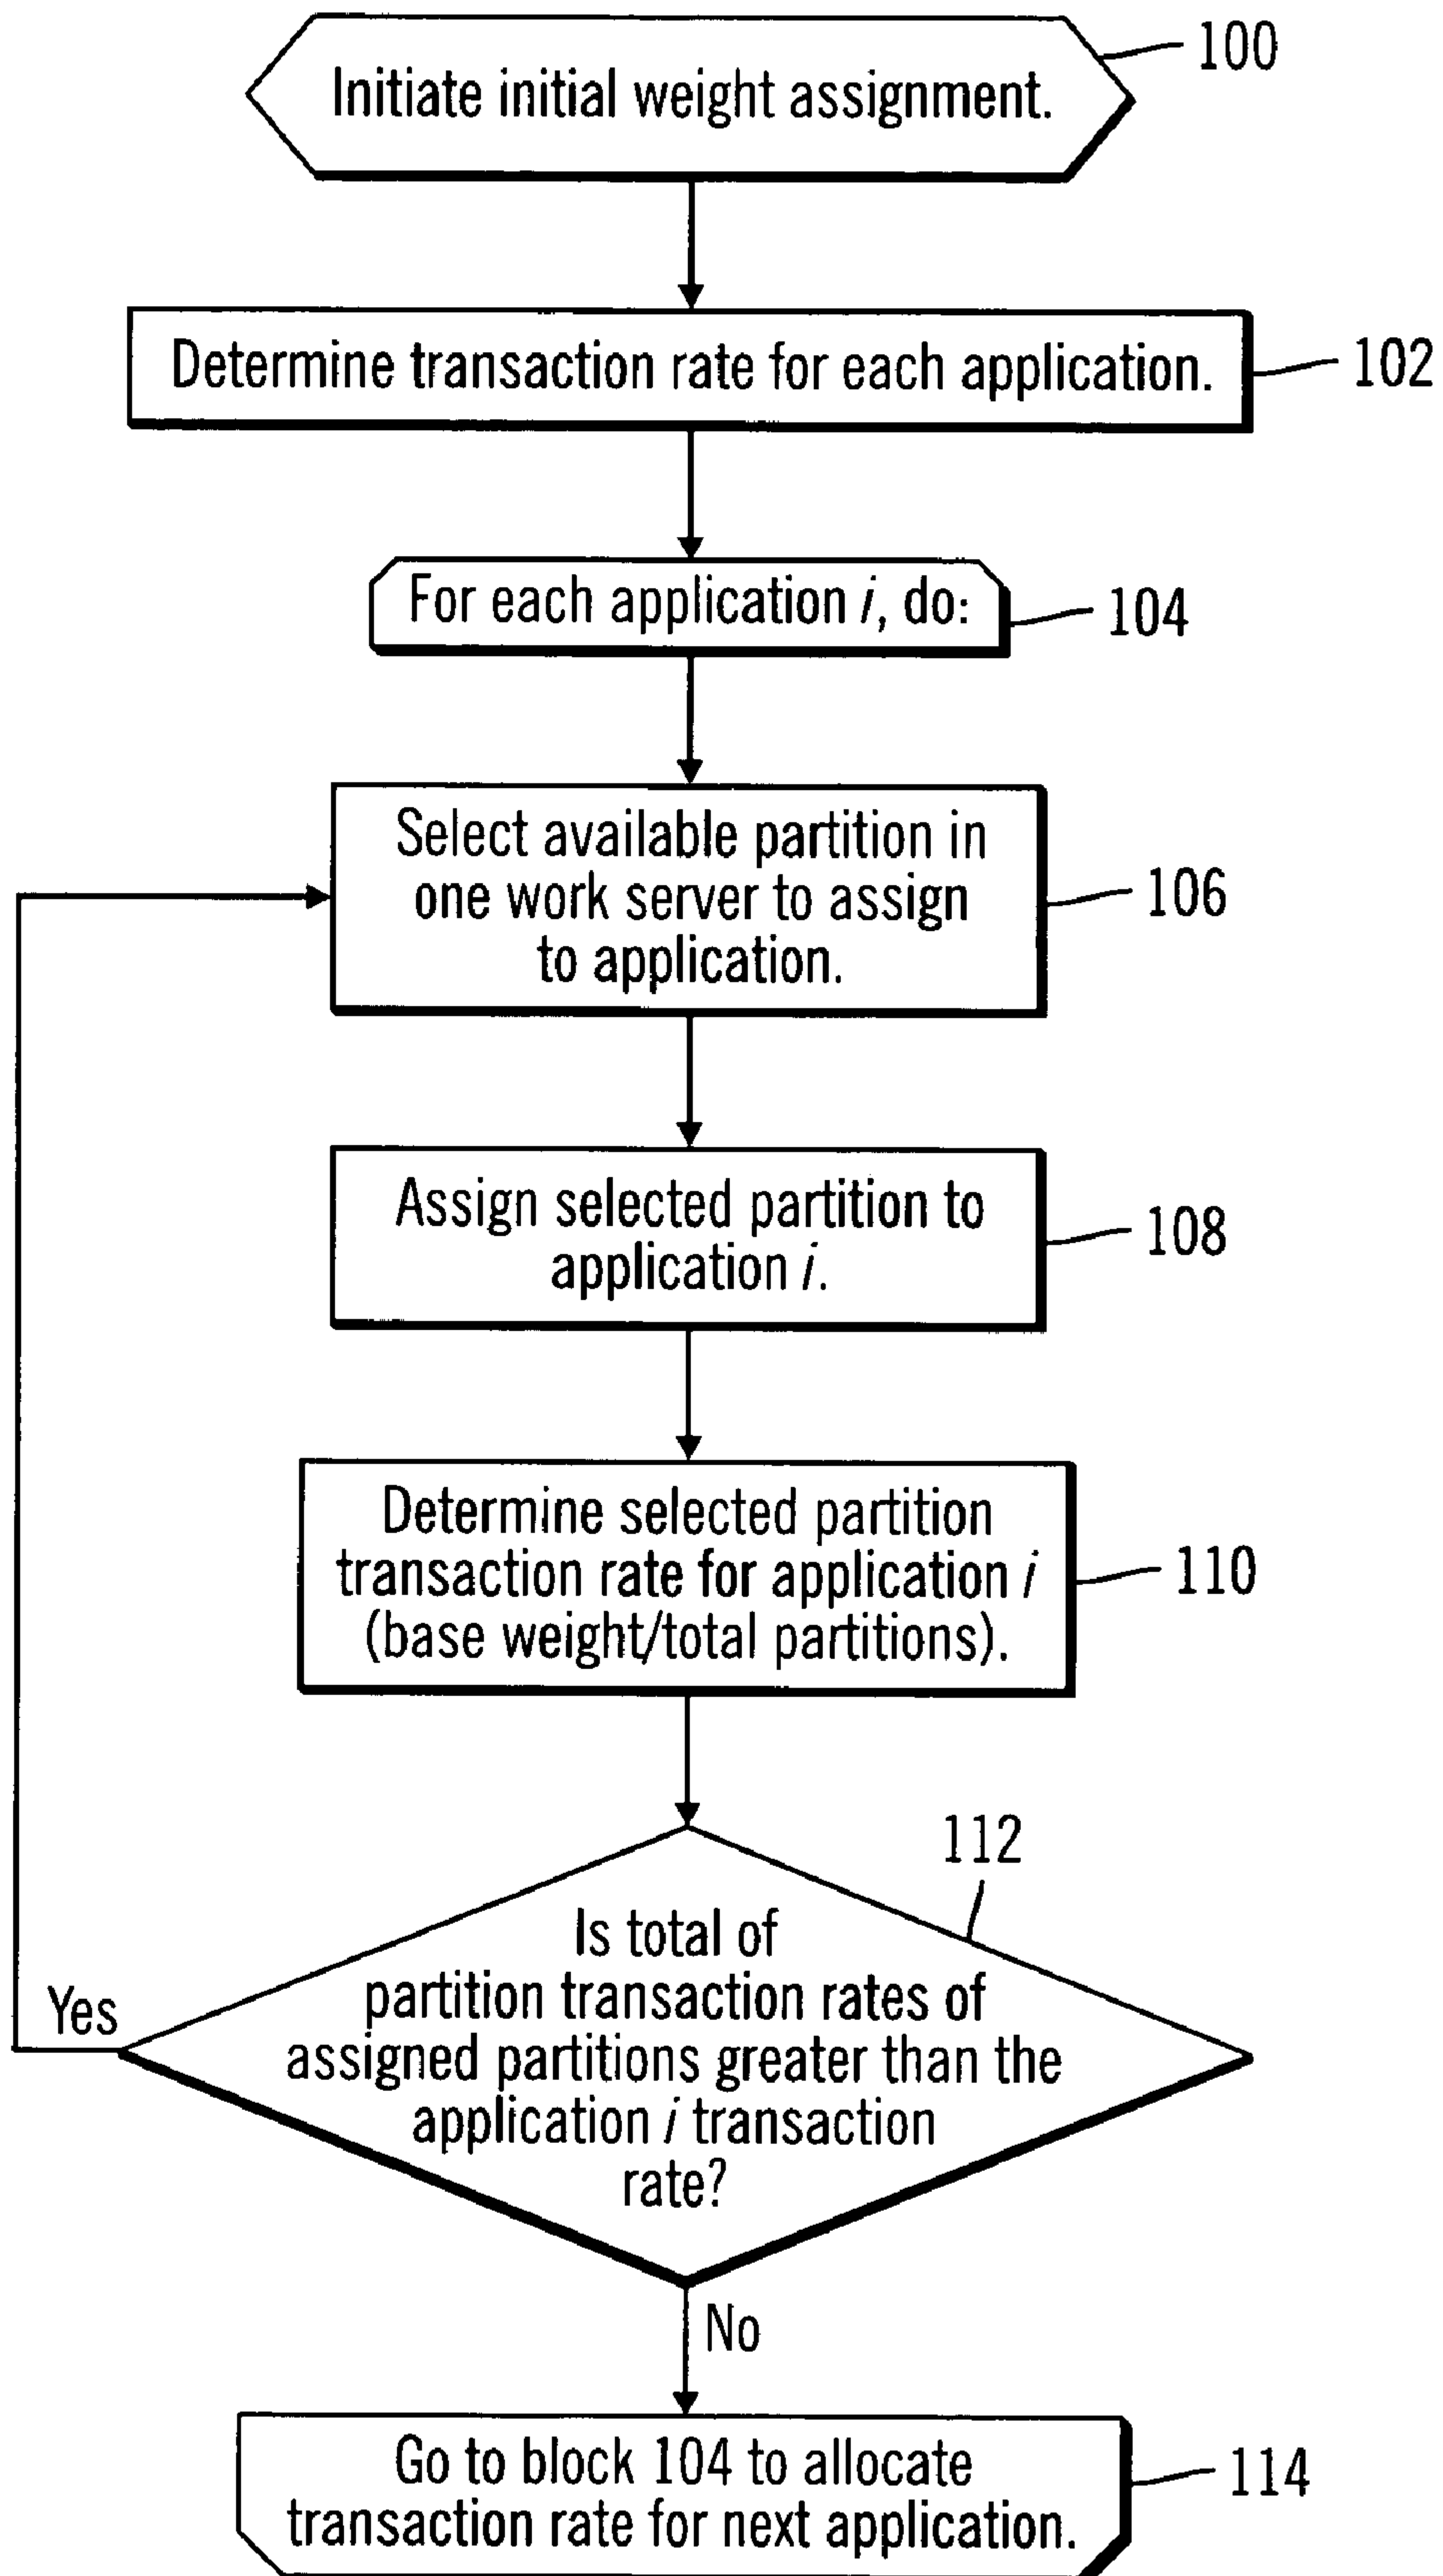 Initiate initial weight assignment.
100
Determine transaction rate for each application.
102
For each application i, do:
104
Select available partition in
one work server to assign
to application.
106
Assign selected partition to
application i.
108
Determine selected partition
transaction rate for application i
(base weight/total partitions).
110
112
Is total of
partition transaction rates of
assigned partitions greater than the
application i transaction
rate?
Yes
No
Go to block 104 to allocate
transaction rate for next application.
114